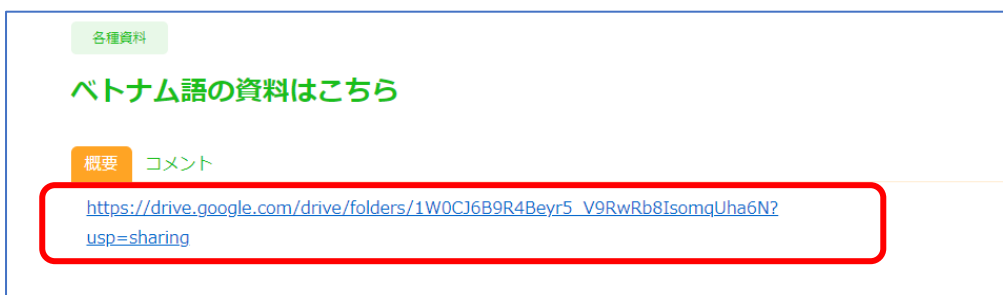 各種資料
ベトナム語の資料はこちら
概要 コメント
https://drive.google.com/drive/folders/1W0CJ6B9R4Beyr5_V9RwRb8IsomqUha6N?
usp=sharing